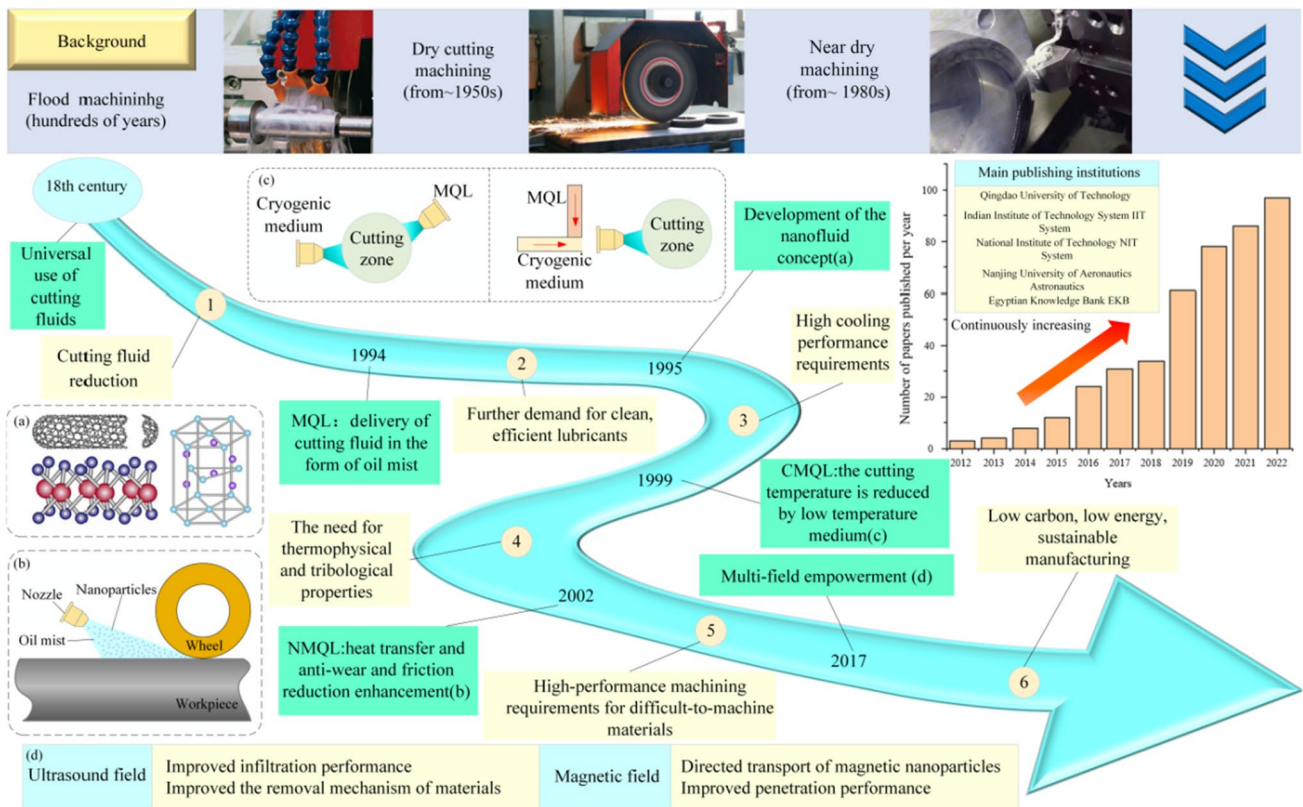 Background
Flood machininhg
(hundreds of years)
Dry cutting
machining
(from~1950s)
Near dry
machining
(from~ 1980s)
18th century
Universal
use of
cutting
fluids
1
Cutting fluid
reduction
(c)
Cryogenic
medium
MQL
Cutting
zone
MQL
Cryogenic
medium
Cutting
zone
1994
MQL：delivery of
cutting fluid in the
form of oil mist
2
Further demand for clean,
efficient lubricants
Development of the
nanofluid
concept(a)
1995
High cooling
performance
requirements
3
1999
CMQL:the cutting
temperature is reduced
by low temperature
medium(c)
The need for
thermophysical
and tribological
properties
4
2002
NMQL:heat transfer and
anti-wear and friction
reduction enhancement(b)
5
High-performance machining
requirements for difficult-to-machine
materials
Multi-field empowerment (d)
2017
Low carbon, low energy,
sustainable
manufacturing
6
Number of papers published per year
100
80
60
40
20
0
2012 2013 2014 2015 2016 2017 2018 2019 2020 2021 2022
Years
Main publishing institutions
Qingdao University of Technology
Indian Institute of Technology System IIT
System
National Institute of Technology NIT
System
Nanjing University of Aeronautics
Astronautics
Egyptian Knowledge Bank EKB
Continuously increasing
(a)
(b)
Nozzle
Nanoparticles
Oil mist
Wheel
Workpiece
(d)
Ultrasound field
Improved infiltration performance
Improved the removal mechanism of materials
Magnetic field
Directed transport of magnetic nanoparticles
Improved penetration performance